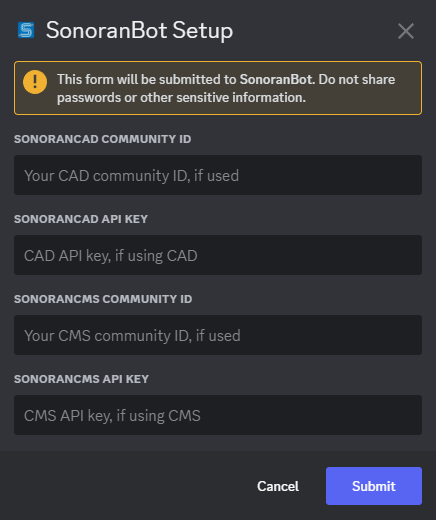 SonoranBot Setup
This form will be submitted to SonoranBot. Do not share
passwords or other sensitive information.
SONORANCAD COMMUNITY ID
Your CAD community ID, if used
SONORANCAD API KEY
CAD API key, if using CAD
SONORANCMS COMMUNITY ID
Your CMS community ID, if used
SONORANCMS API KEY
CMS API key, if using CMS
Cancel Submit